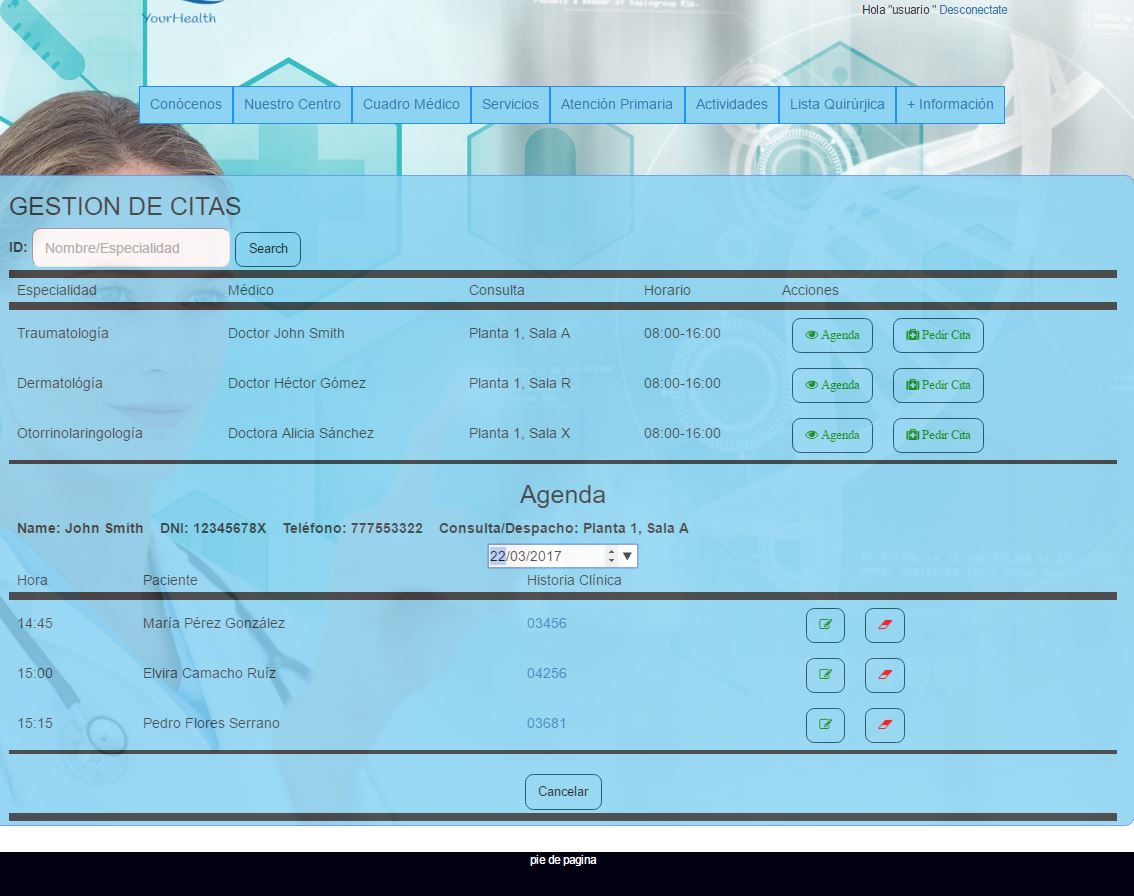 YourHealth
Hola "usuario " Desconectate
Conócenos Nuestro Centro Cuadro Médico Servicios Atención Primaria Actividades Lista Quirúrjica + Información
GESTION DE CITAS
ID: Nombre/Especialidad Search
Especialidad Médico Consulta Horario Acciones
Traumatología Doctor John Smith Planta 1, Sala A 08:00-16:00 Agenda Pedir Cita
Dermatológía Doctor Héctor Gómez Planta 1, Sala R 08:00-16:00 Agenda Pedir Cita
Otorrinolaringología Doctora Alicia Sánchez Planta 1, Sala X 08:00-16:00 Agenda Pedir Cita
Agenda
Name: John Smith DNI: 12345678X Teléfono: 777553322 Consulta/Despacho: Planta 1, Sala A
22/03/2017
Hora Paciente Historia Clínica
14:45 María Pérez González 03456
15:00 Elvira Camacho Ruíz 04256
15:15 Pedro Flores Serrano 03681
Cancelar
pie de pagina